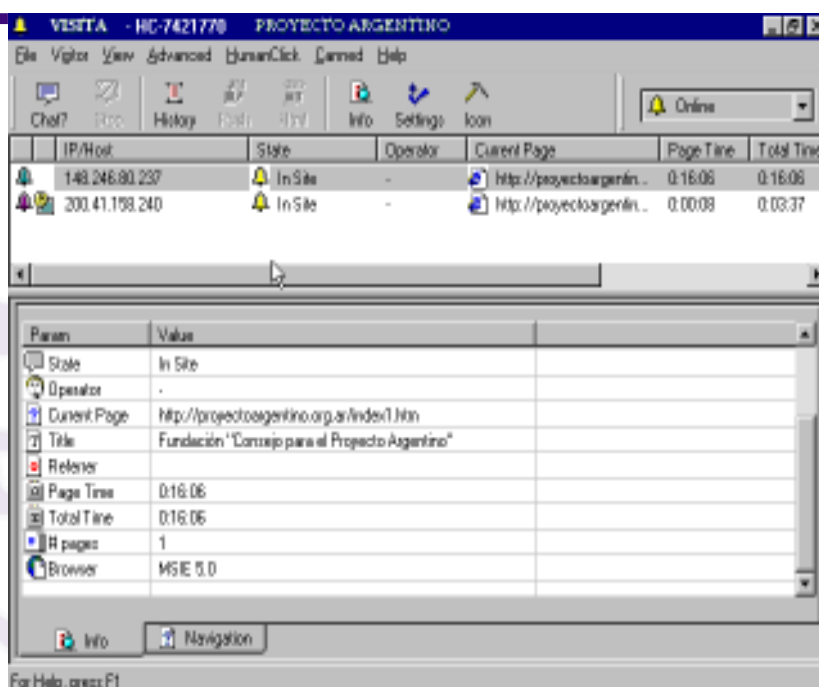 VISITA - HC-7421770 PROYECTO ARGENTINO
File Visitor View Advanced HumanClick Canned Help
Chat? Stop History Push Info Settings Icon Online
IP/Host State Operator Current Page Page Time Total Time
148.246.80.237 In Site - http://proyectoargentin... 0:16:06 0:16:06
200.41.158.240 In Site - http://proyectoargentin... 0:00:08 0:03:37
Param Value
State In Site
Operator -
Current Page http://proyectoargentino.org.ar/index1.htm
Title Fundación "Consejo para el Proyecto Argentino"
Referrer
Page Time 0:16:06
Total Time 0:16:06
# pages 1
Browser MSIE 5.0
Info Navigation
For Help, press F1